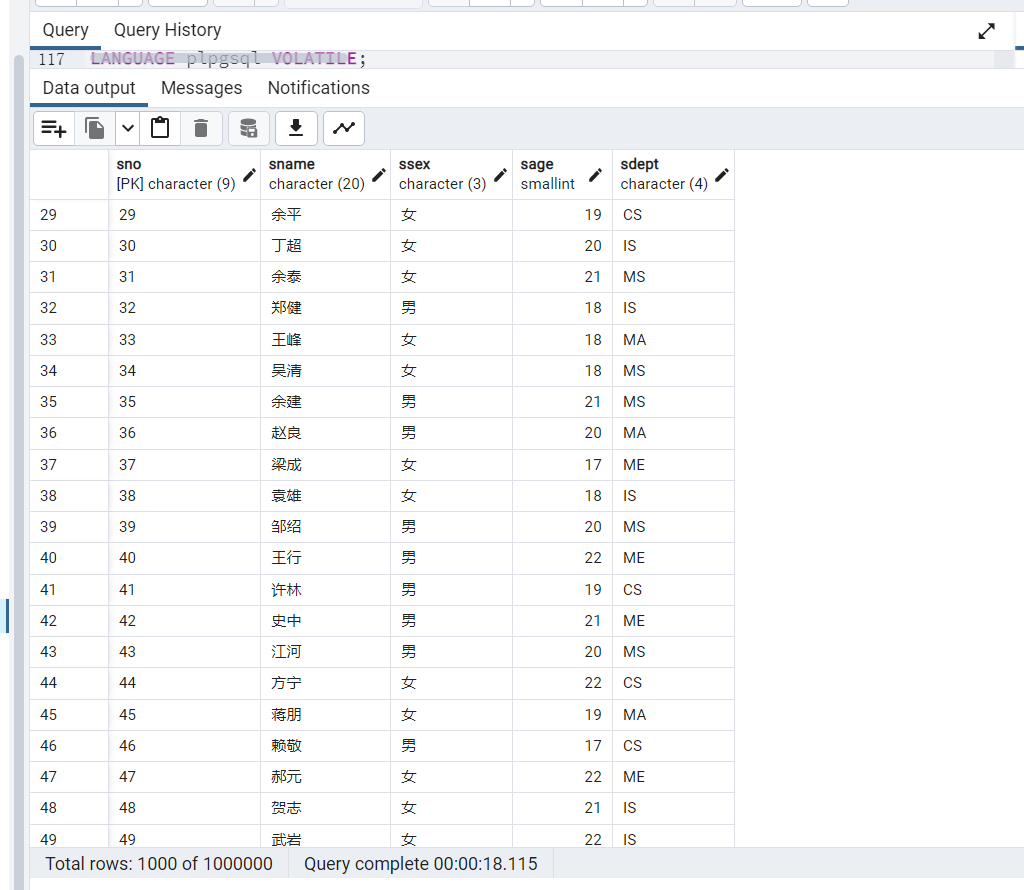 Query Query History
117 LANGUAGE plpgsql VOLATILE;
Data output Messages Notifications
sno sname ssex sage sdept
[PK] character (9) character (20) character (3) smallint character (4)
29 29 余平 女 19 CS
30 30 丁超 女 20 IS
31 31 余泰 女 21 MS
32 32 郑健 男 18 IS
33 33 王峰 女 18 MA
34 34 吴清 女 18 MS
35 35 余建 男 21 MS
36 36 赵良 男 20 MA
37 37 梁成 女 17 ME
38 38 袁雄 女 18 IS
39 39 邹绍 男 20 MS
40 40 王行 男 22 ME
41 41 许林 男 19 CS
42 42 史中 男 21 ME
43 43 江河 男 20 MS
44 44 方宁 女 22 CS
45 45 蒋朋 女 19 MA
46 46 赖敬 男 17 CS
47 47 郝元 女 22 ME
48 48 贺志 女 21 IS
49 49 武岩 女 22 IS
Total rows: 1000 of 1000000 Query complete 00:00:18.115